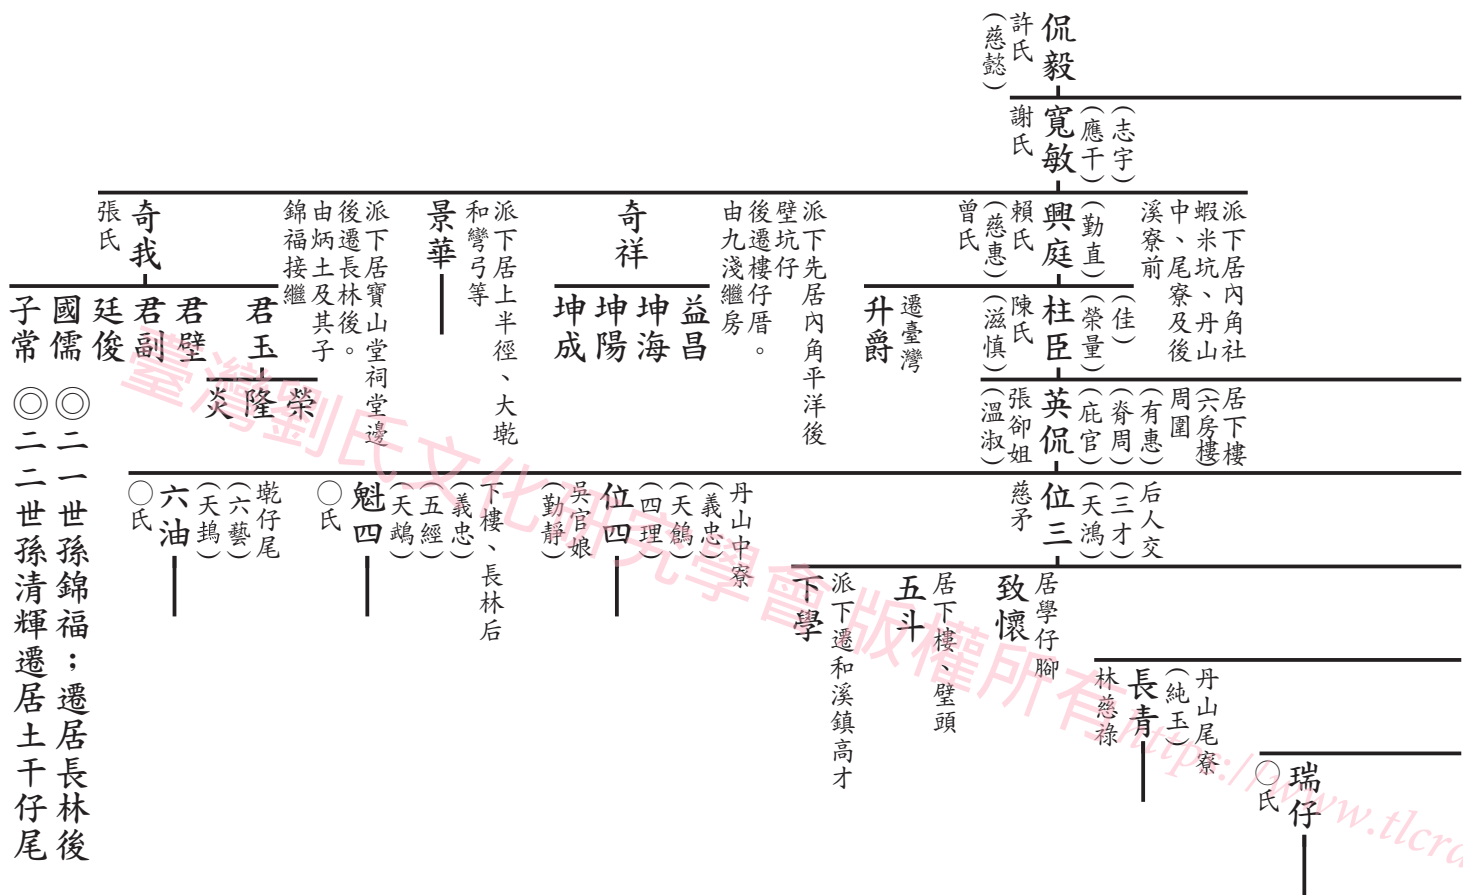 侃毅
許氏
(慈懿)
(志宇)
(應干)
寬敏
謝氏
派下居內角社
蝦米坑、丹山
中、尾寮及後
溪寮前
(勤直)
興庭
賴氏
(慈惠)
曾氏
派下先居內角平洋後
壁坑仔
後遷樓仔厝。
由九淺繼房
奇祥
派下居上半徑、大墘
和彎弓等
景華
派下居寶山堂祠堂邊
後遷長林後。
由炳土及其子
錦福接繼
奇我
張氏
(佳)
(榮量)
柱臣
陳氏
(滋慎)
遷臺灣
升爵
益昌
坤海
坤陽
坤成
君玉
君壁
君副
廷俊
國儒
子常
居下樓
(六房樓)
周圍
(有惠)
(脊周)
(庇官)
英侃
張卻姐
(溫淑)
榮
隆
炎
后人交
(三才)
(天鴻)
位三
慈矛
丹山中寮
(義忠)
(天鶴)
(四理)
位四
吳官娘
(勤靜)
下樓、長林后
(義忠)
(五經)
魁四
〇氏
墘仔尾
(六藝)
六油
〇氏
居學仔腳
致懷
居下樓、壁頭
五斗
派下遷和溪鎮高才
下學
丹山尾寮
(純玉)
長青
林慈祿
瑞仔
〇氏
◎二一世孫錦福；遷居長林後
◎二二世孫清輝遷居土干仔尾
臺灣劉氏文化研究學會 版權所有 https://www.tlcra